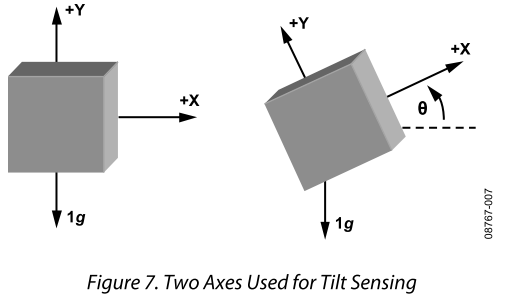 +Y
+X
1g
+Y
+X
θ
1g
08767-007
Figure 7. Two Axes Used for Tilt Sensing